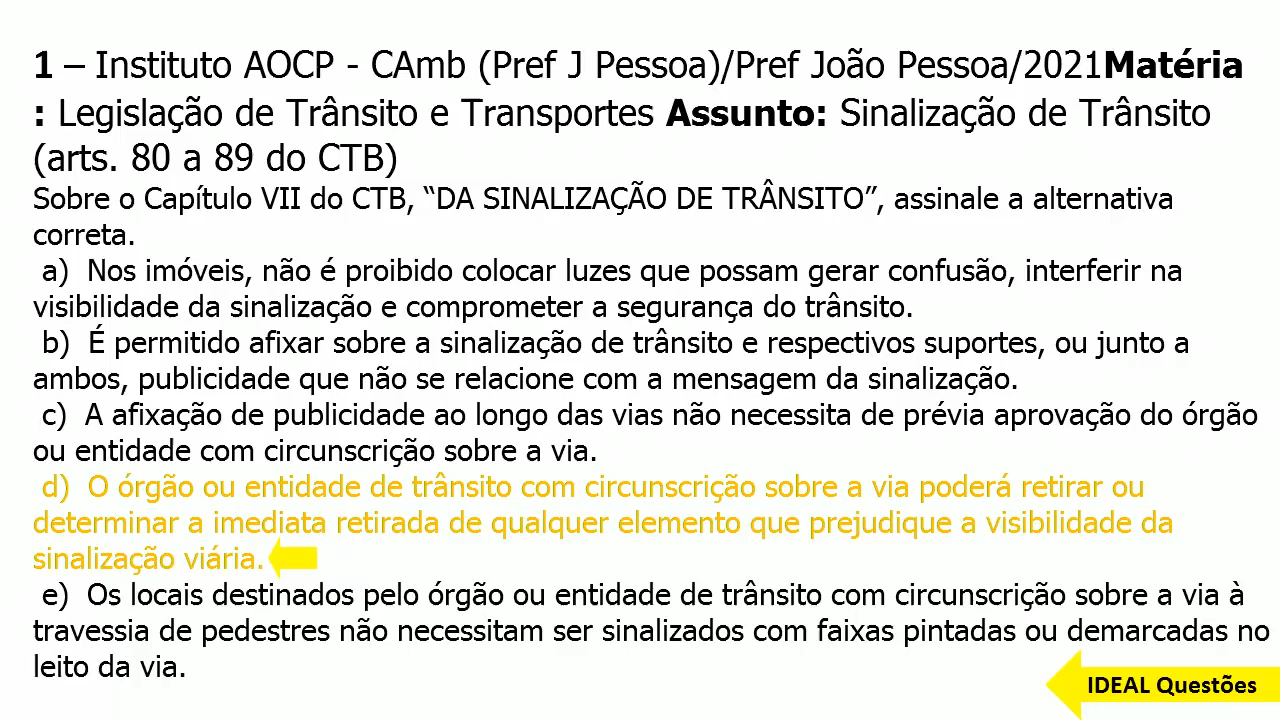 1 – Instituto AOCP - CAmb (Pref J Pessoa)/Pref João Pessoa/2021Matéria
: Legislação de Trânsito e Transportes Assunto: Sinalização de Trânsito
(arts. 80 a 89 do CTB)
Sobre o Capítulo VII do CTB, “DA SINALIZAÇÃO DE TRÂNSITO”, assinale a alternativa
correta.
a) Nos imóveis, não é proibido colocar luzes que possam gerar confusão, interferir na
visibilidade da sinalização e comprometer a segurança do trânsito.
b) É permitido afixar sobre a sinalização de trânsito e respectivos suportes, ou junto a
ambos, publicidade que não se relacione com a mensagem da sinalização.
c) A afixação de publicidade ao longo das vias não necessita de prévia aprovação do órgão
ou entidade com circunscrição sobre a via.
d) O órgão ou entidade de trânsito com circunscrição sobre a via poderá retirar ou
determinar a imediata retirada de qualquer elemento que prejudique a visibilidade da
sinalização viária.
e) Os locais destinados pelo órgão ou entidade de trânsito com circunscrição sobre a via à
travessia de pedestres não necessitam ser sinalizados com faixas pintadas ou demarcadas no
leito da via.
IDEAL Questões